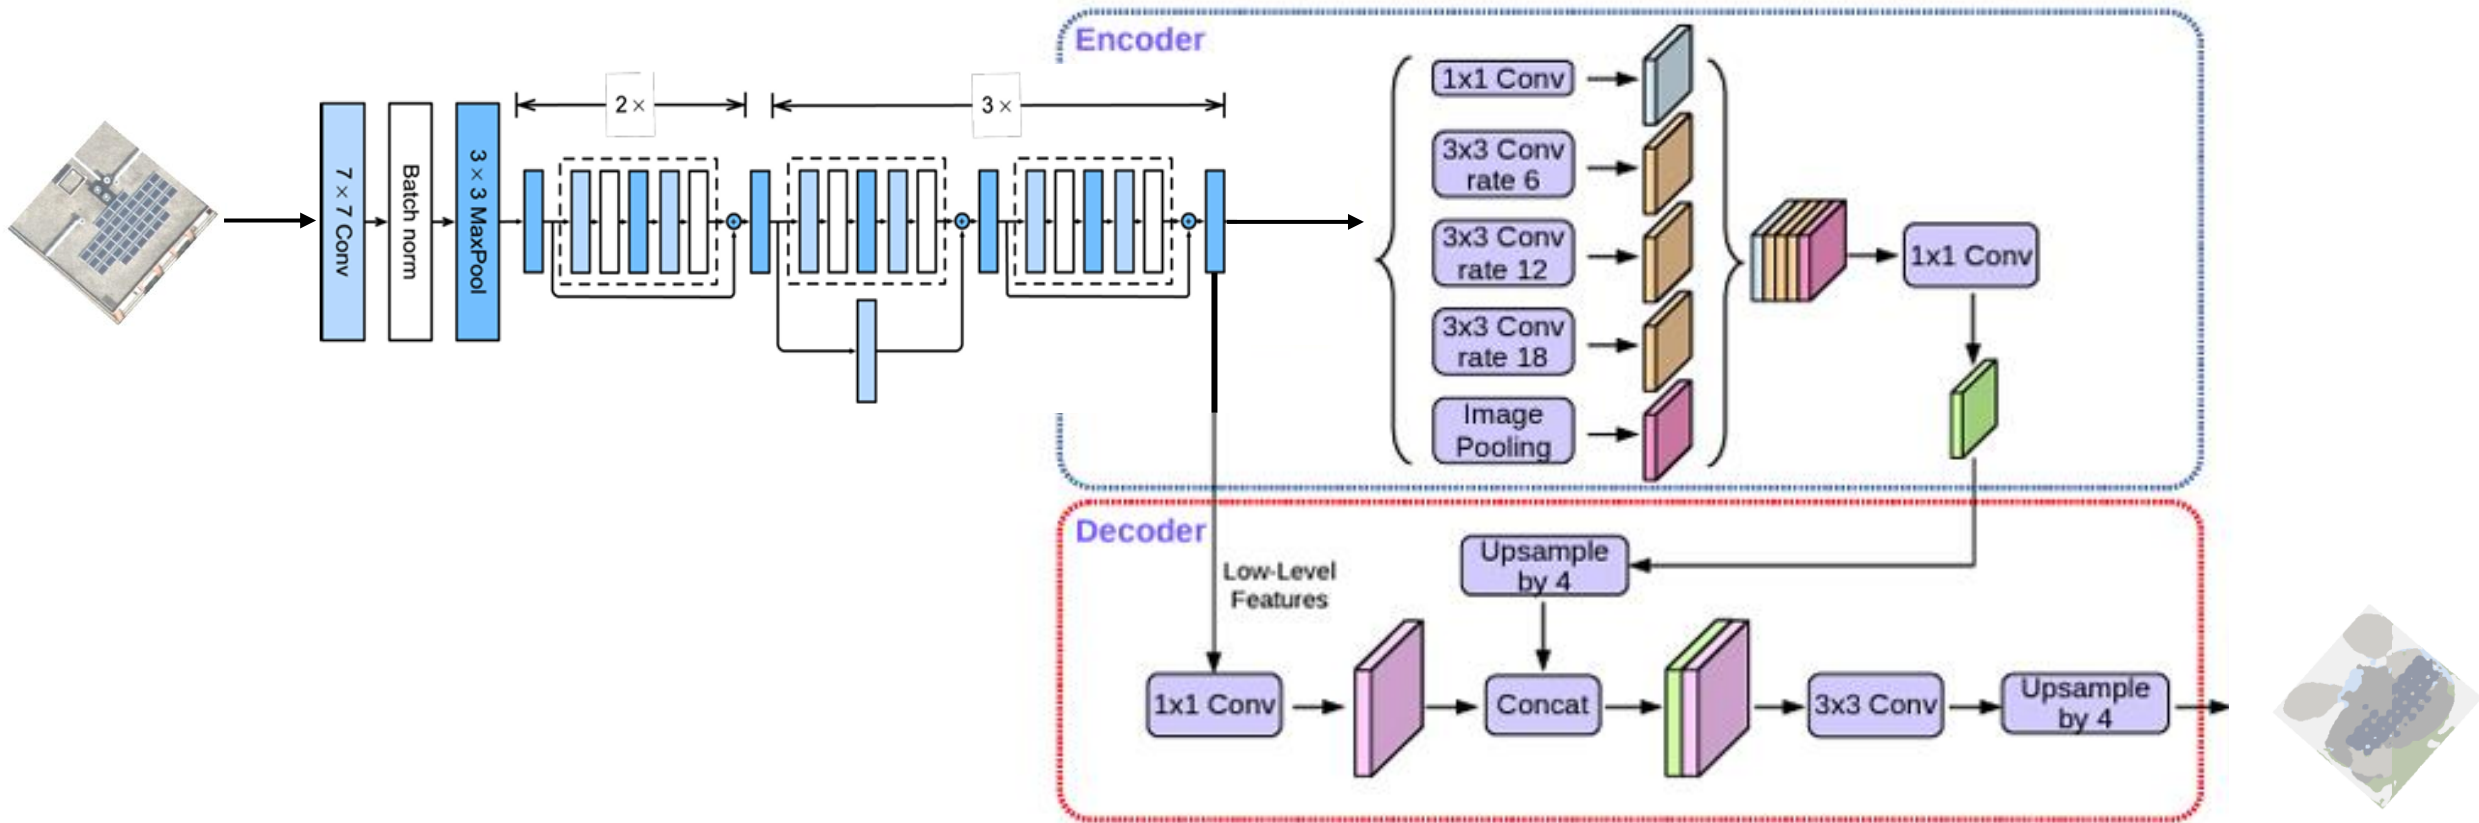 Encoder
7 × 7 Conv
Batch norm
3 × 3 MaxPool
2 ×
3 ×
1x1 Conv
3x3 Conv
rate 6
3x3 Conv
rate 12
3x3 Conv
rate 18
Image
Pooling
1x1 Conv
Decoder
Low-Level
Features
Upsample
by 4
1x1 Conv
Concat
3x3 Conv
Upsample
by 4